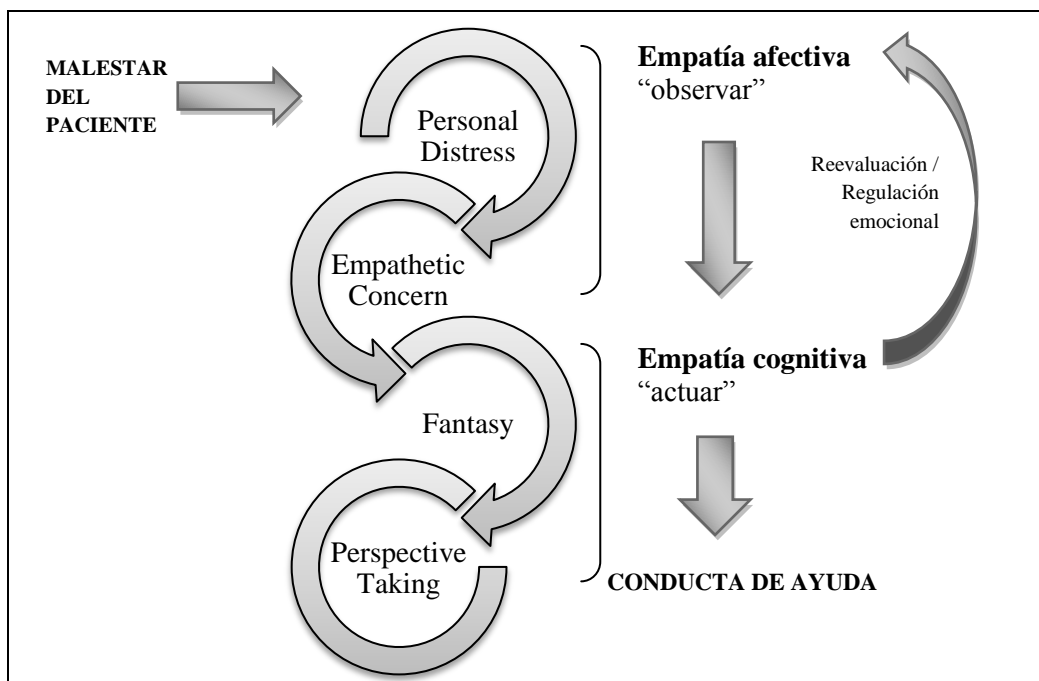 MALESTAR
DEL
PACIENTE
Personal
Distress
Empathetic
Concern
Fantasy
Perspective
Taking
Empatía afectiva
“observar”
Reevaluación /
Regulación
emocional
Empatía cognitiva
“actuar”
CONDUCTA DE AYUDA